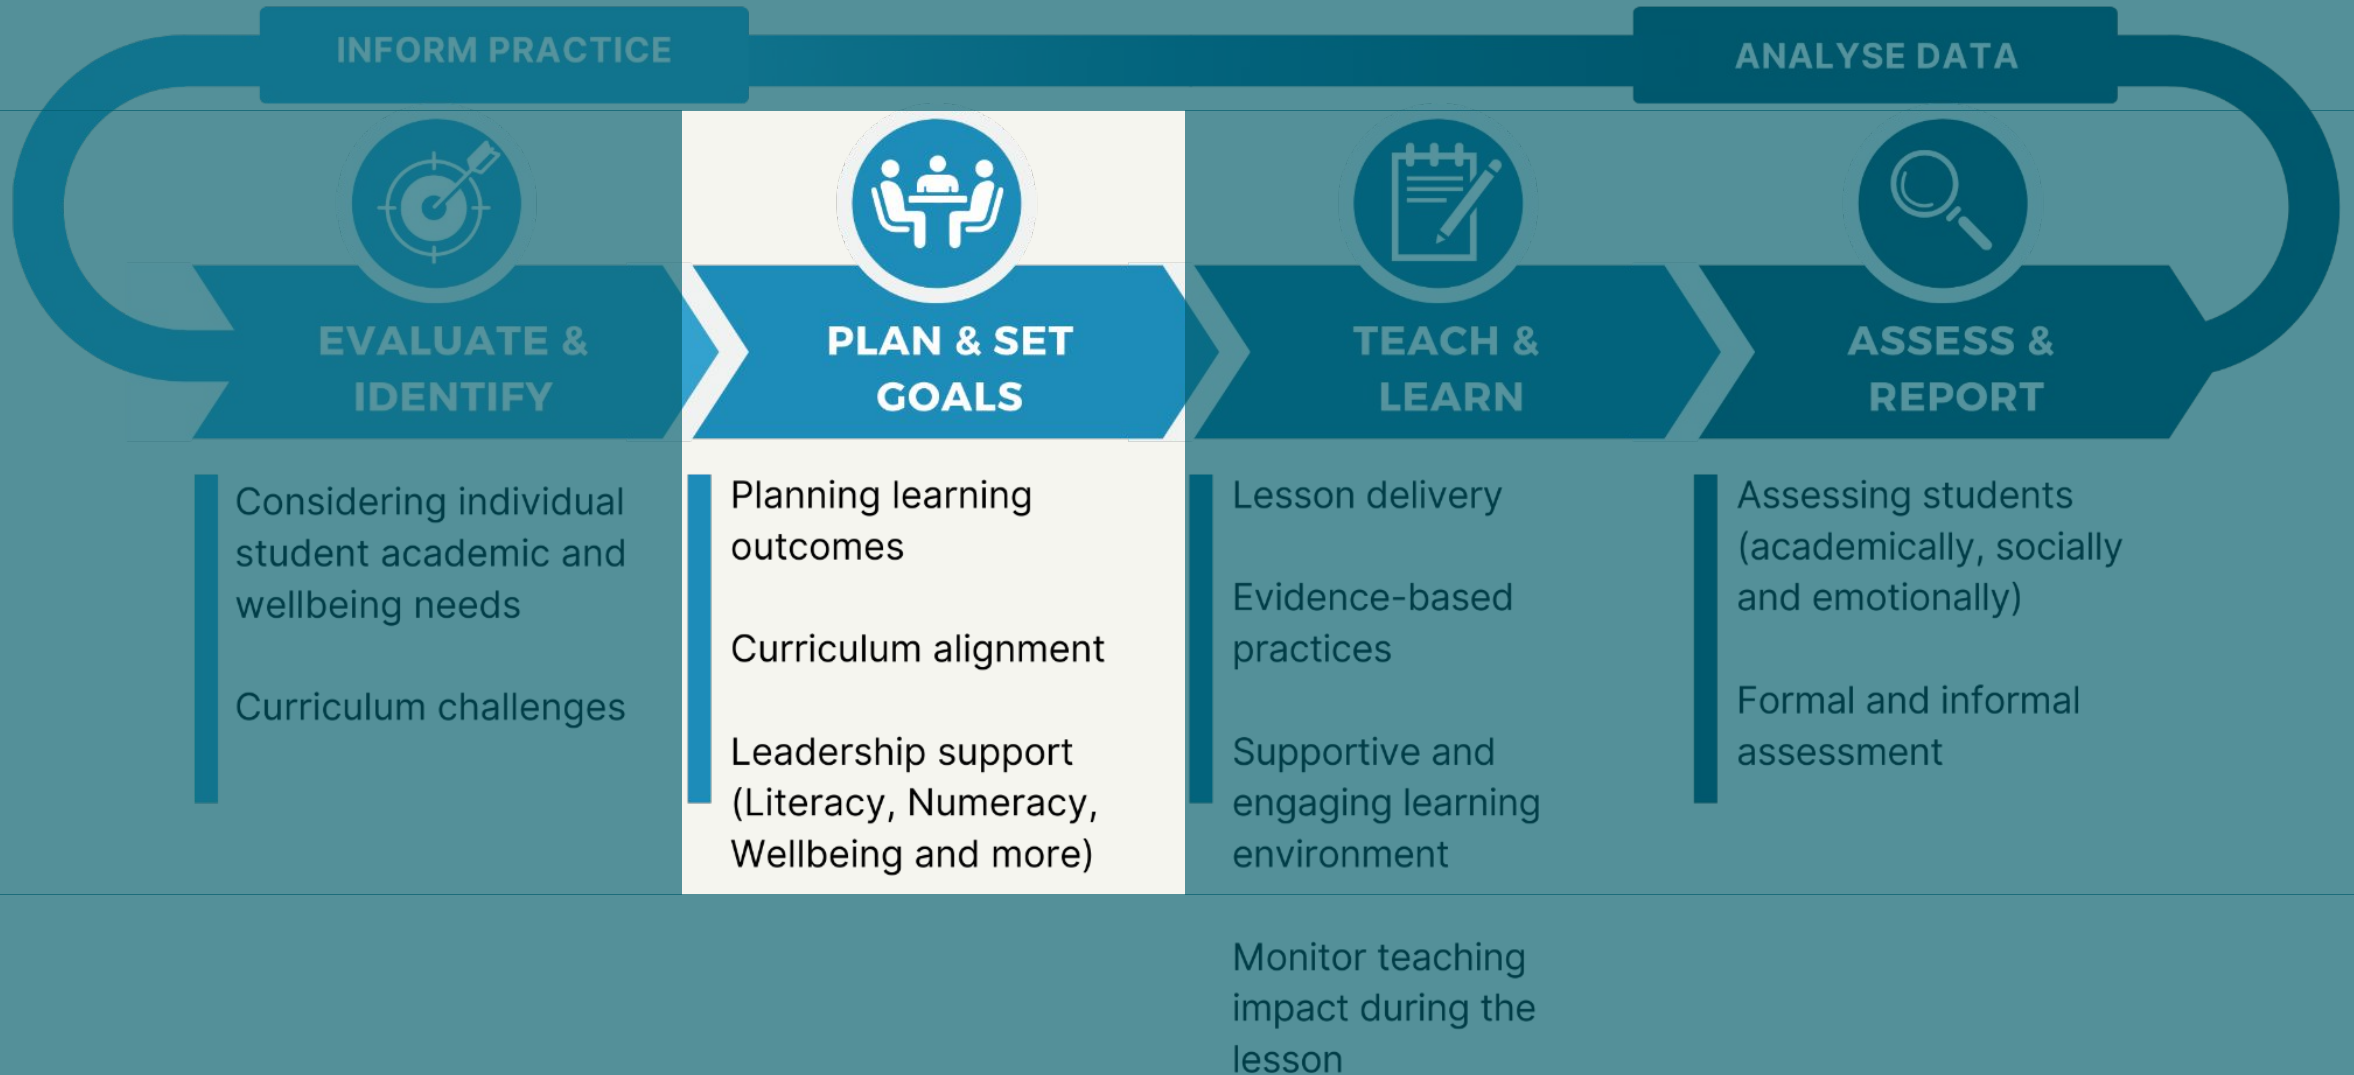 INFORM PRACTICE
ANALYSE DATA
EVALUATE &
IDENTIFY
PLAN & SET
GOALS
TEACH &
LEARN
ASSESS &
REPORT
Considering individual
student academic and
wellbeing needs
Curriculum challenges
Planning learning
outcomes
Curriculum alignment
Leadership support
(Literacy, Numeracy,
Wellbeing and more)
Lesson delivery
Evidence-based
practices
Supportive and
engaging learning
environment
Monitor teaching
impact during the
lesson
Assessing students
(academically, socially
and emotionally)
Formal and informal
assessment